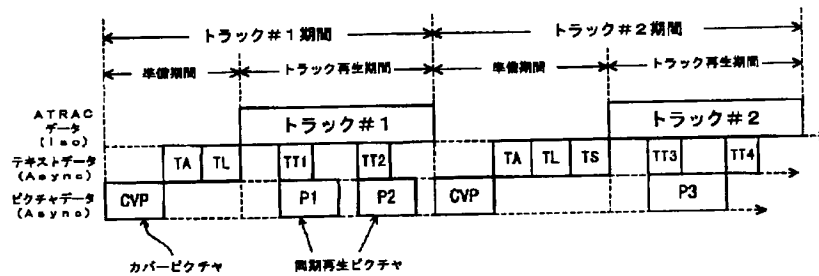 トラック＃1期間 トラック＃2期間
準備期間 トラック再生期間 準備期間 トラック再生期間
ATRAC
データ
(Iso)
トラック＃1 トラック＃2
テキストデータ
(Async)
TA TL TT1 TT2 TA TL TS TT3 TT4
ピクチャデータ
(Async)
CVP P1 P2 CVP P3
カバーピクチャ 同期再生ピクチャ